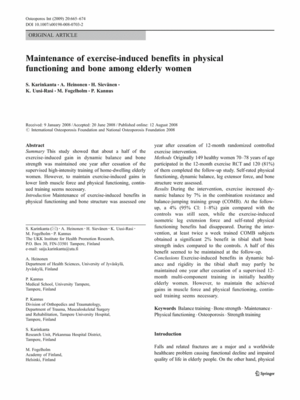 Osteoporos Int (2009) 20:665–674
DOI 10.1007/s00198-008-0703-2
ORIGINAL ARTICLE
Maintenance of exercise-induced benefits in physical
functioning and bone among elderly women
S. Karinkanta · A. Heinonen · H. Sievänen ·
K. Uusi-Rasi · M. Fogelholm · P. Kannus
Received: 9 January 2008 / Accepted: 20 June 2008 / Published online: 12 August 2008
© International Osteoporosis Foundation and National Osteoporosis Foundation 2008
Abstract
Summary This study showed that about a half of the
exercise-induced gain in dynamic balance and bone
strength was maintained one year after cessation of the
supervised high-intensity training of home-dwelling elderly
women. However, to maintain exercise-induced gains in
lower limb muscle force and physical functioning, contin-
ued training seems necessary.
Introduction Maintenance of exercise-induced benefits in
physical functioning and bone structure was assessed one
S. Karinkanta · A. Heinonen · H. Sievänen · K. Uusi-Rasi ·
M. Fogelholm · P. Kannus
The UKK Institute for Health Promotion Research,
P.O. Box 30, FIN-33501 Tampere, Finland
A. Heinonen
Department of Health Sciences, University of Jyväskylä,
Jyväskylä, Finland
P. Kannus
Medical School, University Tampere,
Tampere, Finland
P. Kannus
Division of Orthopaedics and Traumatology,
Department of Trauma, Musculoskeletal Surgery
and Rehabilitation, Tampere University Hospital,
Tampere, Finland
S. Karinkanta
Research Unit, Pirkanmaa Hospital District,
Tampere, Finland
M. Fogelholm
Academy of Finland,
Helsinki, Finland
year after cessation of 12-month randomized controlled
exercise intervention.
Methods Originally 149 healthy women 70–78 years of age
participated in the 12-month exercise RCT and 120 (81%)
of them completed the follow-up study. Self-rated physical
functioning, dynamic balance, leg extensor force, and bone
structure were assessed.
Results During the intervention, exercise increased dy-
namic balance by 7% in the combination resistance and
balance-jumping training group (COMB). At the follow-
up, a 4% (95% CI: 1–8%) gain compared with the
controls was still seen, while the exercise-induced
isometric leg extension force and self-rated physical
functioning benefits had disappeared. During the inter-
vention, at least twice a week trained COMB subjects
obtained a significant 2% benefit in tibial shaft bone
strength index compared to the controls. A half of this
benefit seemed to be maintained at the follow-up.
Conclusions Exercise-induced benefits in dynamic bal-
ance and rigidity in the tibial shaft may partly be
maintained one year after cessation of a supervised 12-
month multi-component training in initially healthy
elderly women. However, to maintain the achieved
gains in muscle force and physical functioning, contin-
ued training seems necessary.
Keywords Balance training · Bone strength · Maintenance ·
Physical functioning · Osteoporosis · Strength training
Introduction
Falls and related fractures are a major and a worldwide
healthcare problem causing functional decline and impaired
quality of life in elderly people. On the other hand, physical
Springer